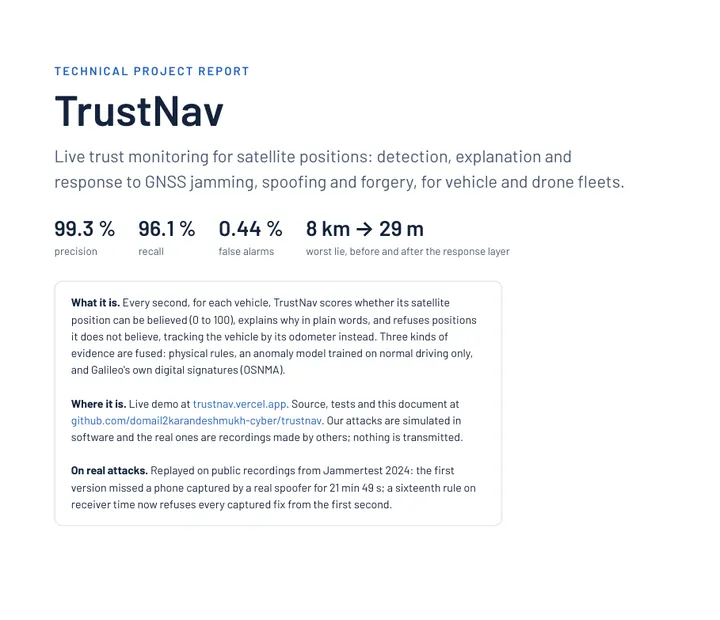 TECHNICAL PROJECT REPORT
TrustNav
Live trust monitoring for satellite positions: detection, explanation and
response to GNSS jamming, spoofing and forgery, for vehicle and drone fleets.
99.3 % 96.1 % 0.44 % 8 km → 29 m
precision recall false alarms worst lie, before and after the response layer
What it is. Every second, for each vehicle, TrustNav scores whether its satellite
position can be believed (0 to 100), explains why in plain words, and refuses positions
it does not believe, tracking the vehicle by its odometer instead. Three kinds of
evidence are fused: physical rules, an anomaly model trained on normal driving only,
and Galileo's own digital signatures (OSNMA).
Where it is. Live demo at trustnav.vercel.app. Source, tests and this document at
github.com/domail2karandeshmukh-cyber/trustnav. Our attacks are simulated in
software and the real ones are recordings made by others; nothing is transmitted.
On real attacks. Replayed on public recordings from Jammertest 2024: the first
version missed a phone captured by a real spoofer for 21 min 49 s; a sixteenth rule on
receiver time now refuses every captured fix from the first second.